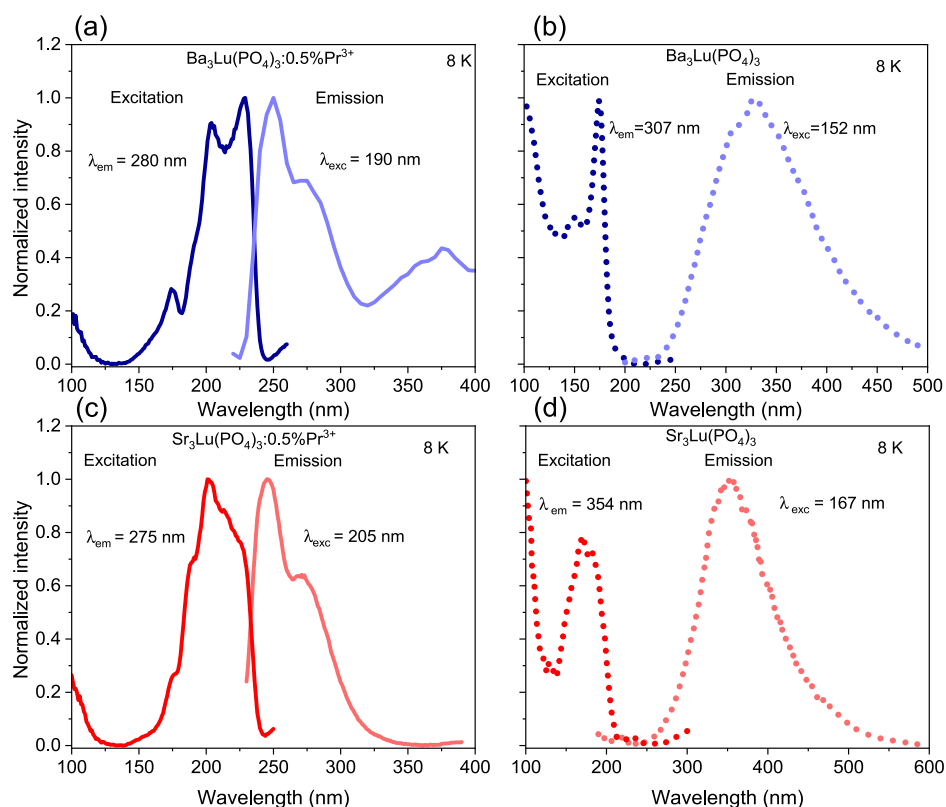 (a)
Ba₃Lu(PO₄)₃:0.5%Pr³⁺
8 K
Excitation
Emission
λem = 280 nm
λexc = 190 nm
Normalized intensity
1.2
1.0
0.8
0.6
0.4
0.2
0.0
100 150 200 250 300 350 400
Wavelength (nm)
(b)
Ba₃Lu(PO₄)₃
8 K
Excitation
Emission
λem=307 nm
λexc=152 nm
100 150 200 250 300 350 400 450 500
Wavelength (nm)
(c)
Sr₃Lu(PO₄)₃:0.5%Pr³⁺
8 K
Excitation
Emission
λem = 275 nm
λexc = 205 nm
Normalized intensity
1.2
1.0
0.8
0.6
0.4
0.2
0.0
100 150 200 250 300 350 400
Wavelength (nm)
(d)
Sr₃Lu(PO₄)₃
8 K
Excitation
Emission
λem = 354 nm
λexc = 167 nm
100 200 300 400 500 600
Wavelength (nm)